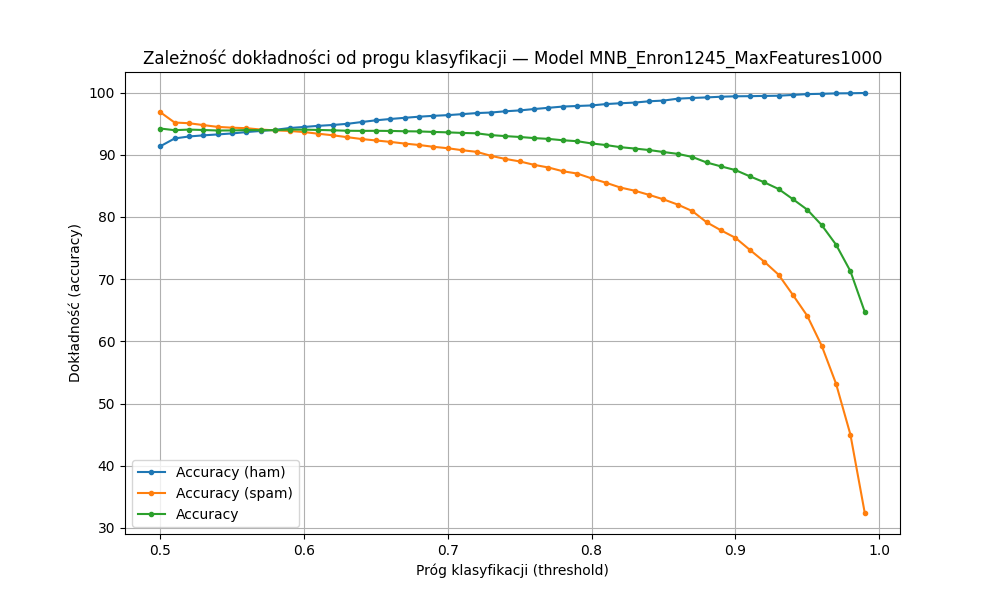 Zależność dokładności od progu klasyfikacji — Model MNB_Enron1245_MaxFeatures1000
100
90
80
70
60
50
40
30
Dokładność (accuracy)
Accuracy (ham)
Accuracy (spam)
Accuracy
0.5 0.6 0.7 0.8 0.9 1.0
Próg klasyfikacji (threshold)